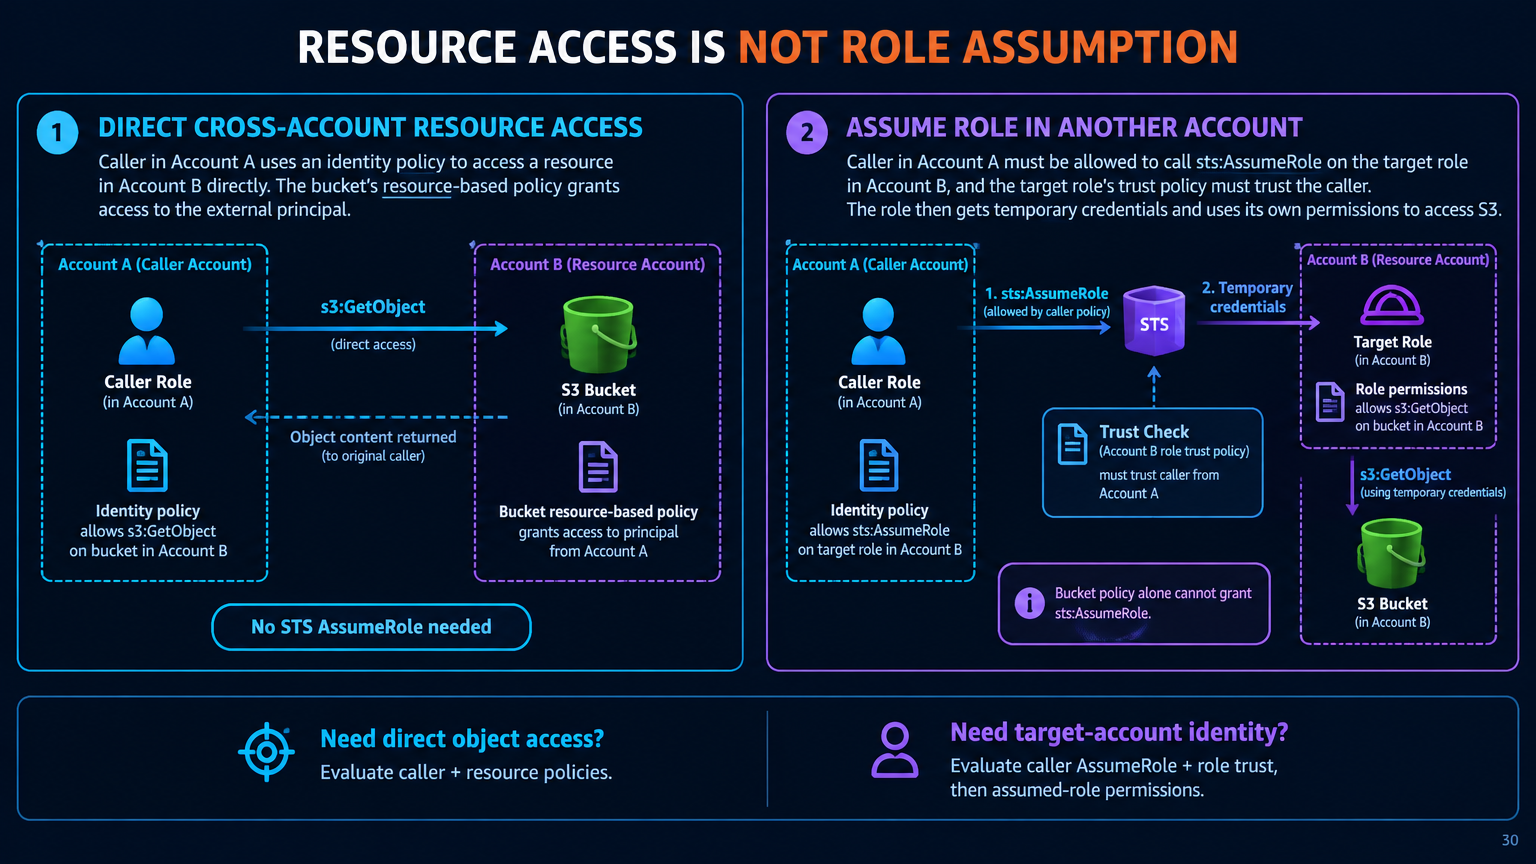 RESOURCE ACCESS IS NOT ROLE ASSUMPTION
1
DIRECT CROSS-ACCOUNT RESOURCE ACCESS
Caller in Account A uses an identity policy to access a resource
in Account B directly. The bucket's resource-based policy grants
access to the external principal.
Account A (Caller Account)
Caller Role
(in Account A)
Identity policy
allows s3:GetObject
on bucket in Account B
s3:GetObject
(direct access)
Object content returned
(to original caller)
Account B (Resource Account)
S3 Bucket
(in Account B)
Bucket resource-based policy
grants access to principal
from Account A
No STS AssumeRole needed
2
ASSUME ROLE IN ANOTHER ACCOUNT
Caller in Account A must be allowed to call sts:AssumeRole on the target role
in Account B, and the target role's trust policy must trust the caller.
The role then gets temporary credentials and uses its own permissions to access S3.
Account A (Caller Account)
Caller Role
(in Account A)
Identity policy
allows sts:AssumeRole
on target role in Account B
1. sts:AssumeRole
(allowed by caller policy)
STS
Trust Check
(Account B role trust policy)
must trust caller from
Account A
Bucket policy alone cannot grant
sts:AssumeRole.
2. Temporary
credentials
Account B (Resource Account)
Target Role
(in Account B)
Role permissions
allows s3:GetObject
on bucket in Account B
s3:GetObject
(using temporary credentials)
S3 Bucket
(in Account B)
Need direct object access?
Evaluate caller + resource policies.
Need target-account identity?
Evaluate caller AssumeRole + role trust,
then assumed-role permissions.
30